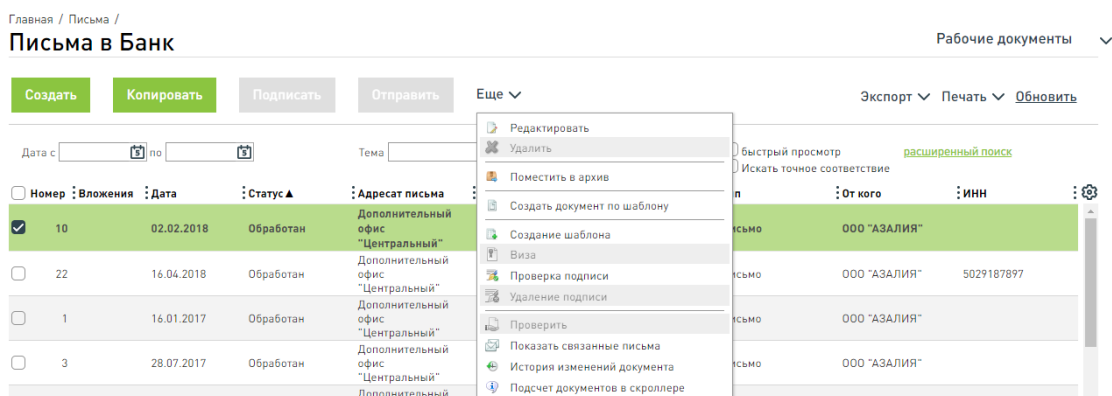 Главная / Письма /
Письма в Банк
Рабочие документы
Создать Копировать Подписать Отправить Еще Экспорт Печать Обновить
Дата с по Тема быстрый просмотр расширенный поиск
Искать точное соответствие
Номер Вложения Дата Статус▲ Адресат письма От кого ИНН
10 02.02.2018 Обработан Дополнительный офис "Центральный" ООО "АЗАЛИЯ"
22 16.04.2018 Обработан Дополнительный офис "Центральный" ООО "АЗАЛИЯ" 5029187897
1 16.01.2017 Обработан Дополнительный офис "Центральный" ООО "АЗАЛИЯ"
3 28.07.2017 Обработан Дополнительный офис "Центральный" ООО "АЗАЛИЯ"
Дополнительный
Редактировать
Удалить
Поместить в архив
Создать документ по шаблону
Создание шаблона
Виза
Проверка подписи
Удаление подписи
Проверить
Показать связанные письма
История изменений документа
Подсчет документов в скроллере